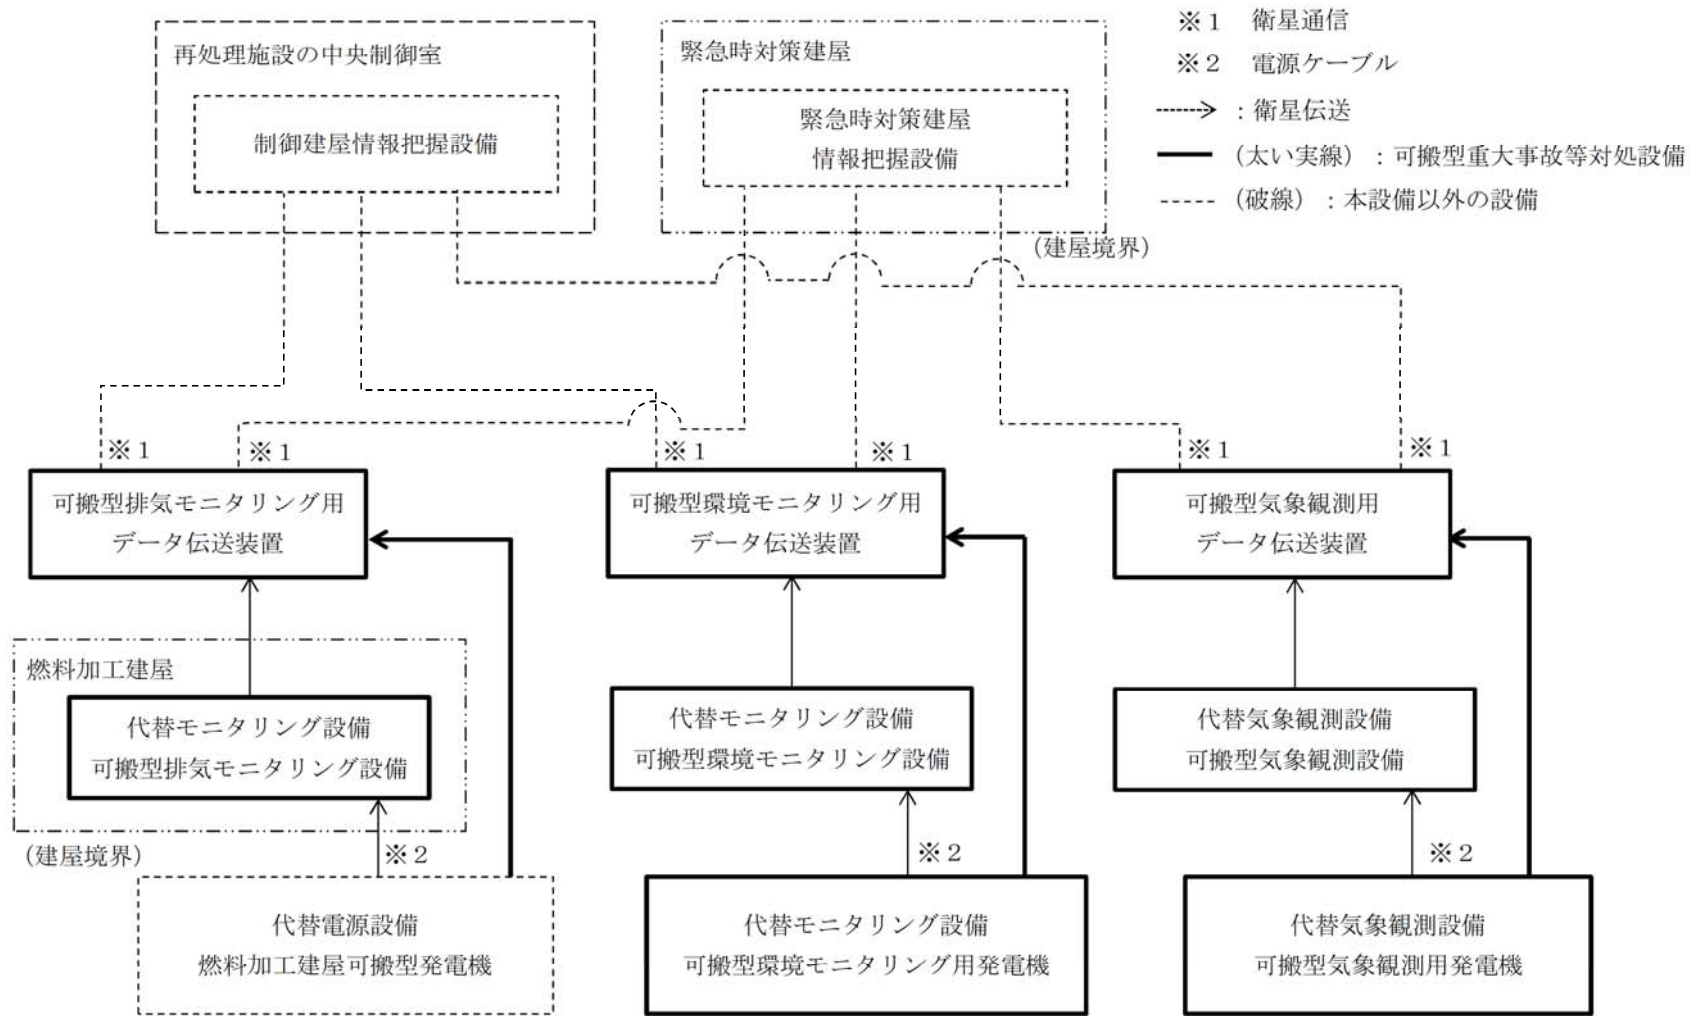 ※1 衛星通信
※2 電源ケーブル
：衛星伝送
（太い実線）：可搬型重大事故等対処設備
（破線）：本設備以外の設備
再処理施設の中央制御室
制御建屋情報把握設備
緊急時対策建屋
緊急時対策建屋
情報把握設備
（建屋境界）
※1
※1
※1
※1
※1
※1
可搬型排気モニタリング用
データ伝送装置
可搬型環境モニタリング用
データ伝送装置
可搬型気象観測用
データ伝送装置
燃料加工建屋
代替モニタリング設備
可搬型排気モニタリング設備
代替モニタリング設備
可搬型環境モニタリング設備
代替気象観測設備
可搬型気象観測設備
（建屋境界）
※2
※2
※2
代替電源設備
燃料加工建屋可搬型発電機
代替モニタリング設備
可搬型環境モニタリング用発電機
代替気象観測設備
可搬型気象観測用発電機